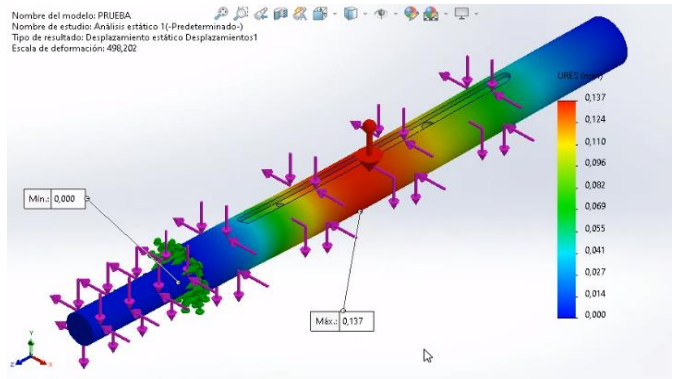 Nombre del modelo: PRUEBA
Nombre de estudio: Análisis estático 1(-Predeterminado-)
Tipo de resultado: Desplazamiento estático Desplazamientos1
Escala de deformación: 498,202
URES (mm)
0,137
0,124
0,110
0,096
0,082
0,069
0,055
0,041
0,027
0,014
0,000
Mín.: 0,000
Máx.: 0,137
Y
Z
X